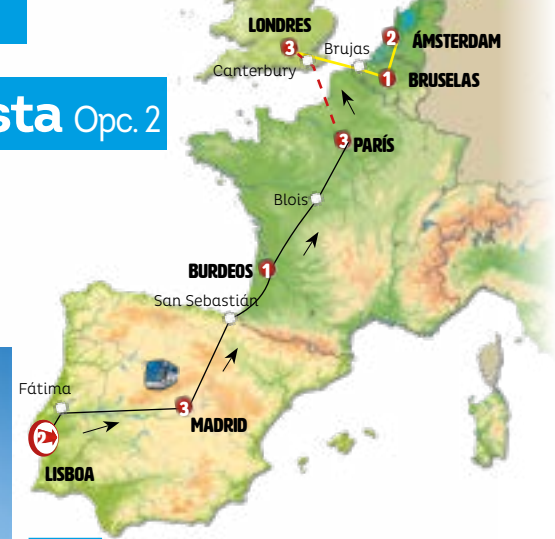 LONDRES
3
Brujas
2
ÁMSTERDAM
Canterbury
1
BRUSELAS
sta Opc. 2
3
PARÍS
Blois
BURDEOS
1
San Sebastián
Fátima
3
MADRID
2
LISBOA